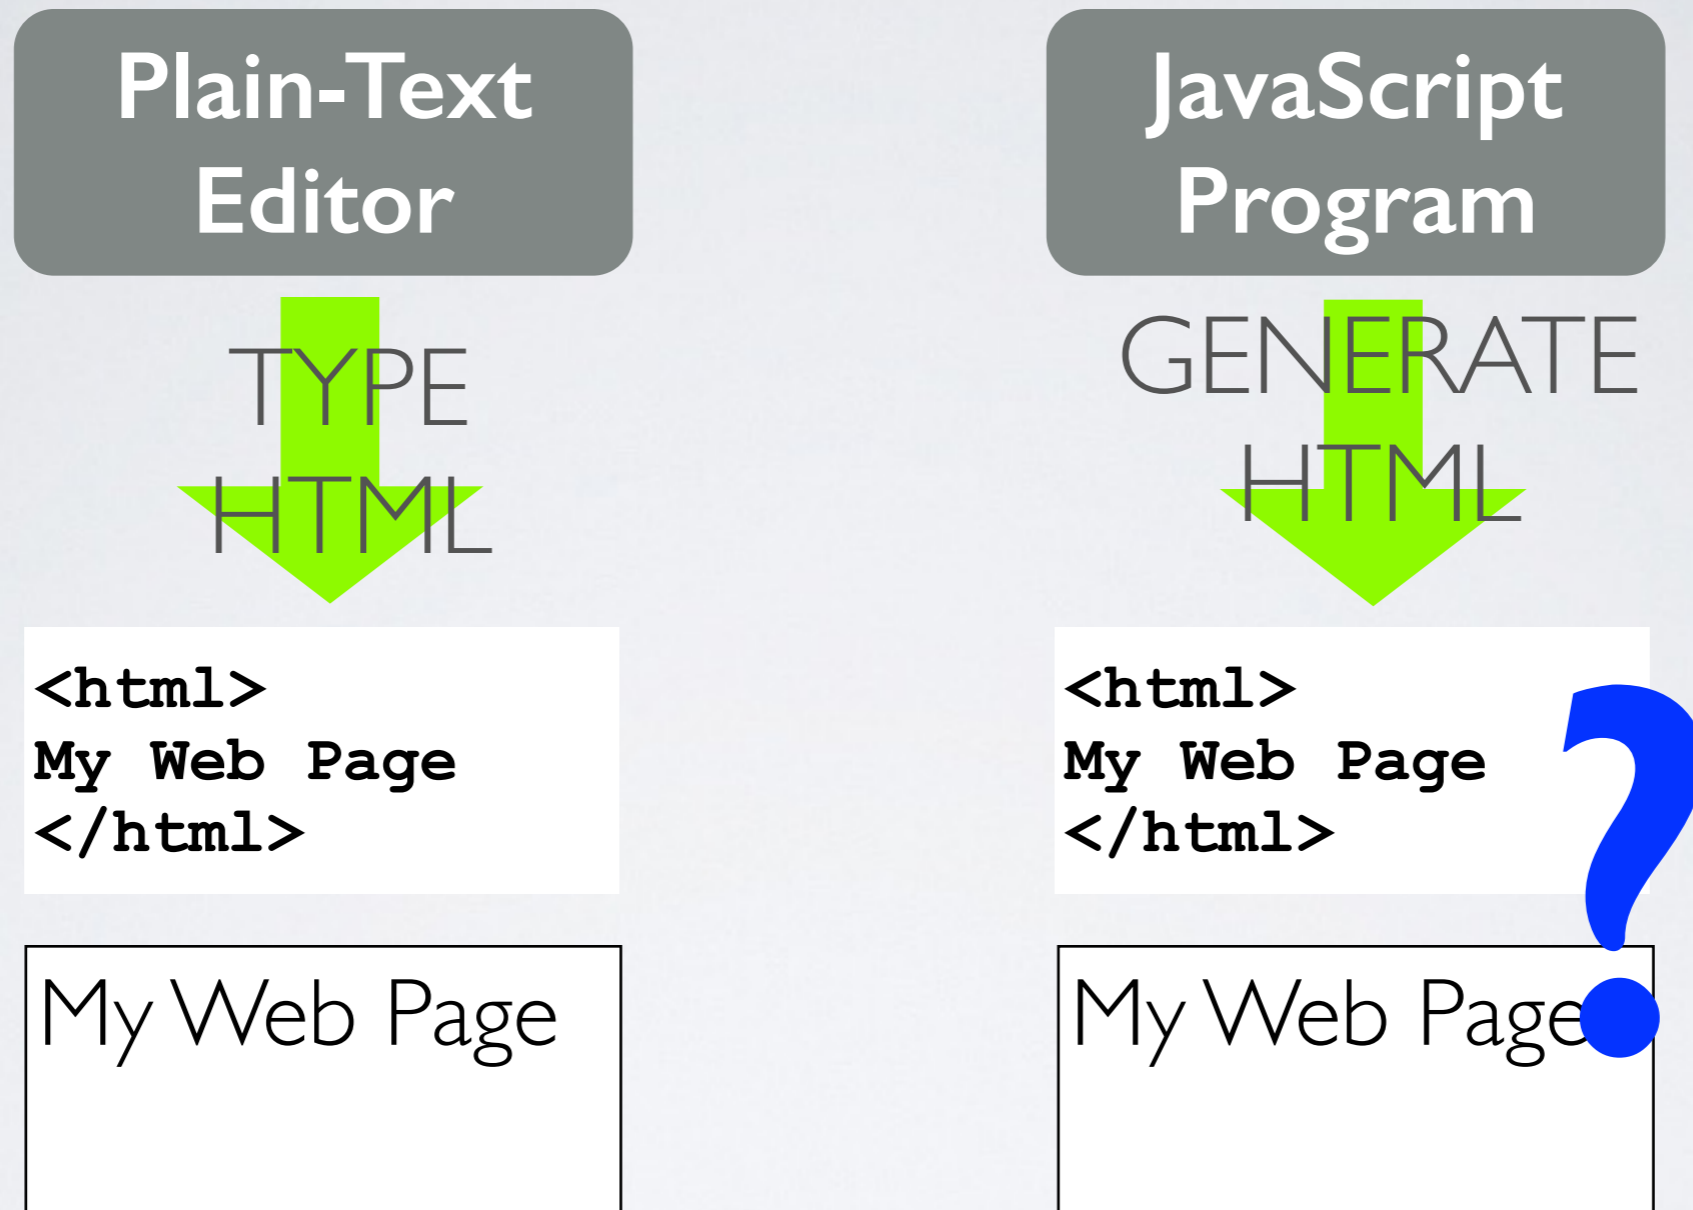 Plain-Text
Editor
TYPE
HTML
<html>
My Web Page
</html>
My Web Page
JavaScript
Program
GENERATE
HTML
<html>
My Web Page
</html>
?
My Web Page